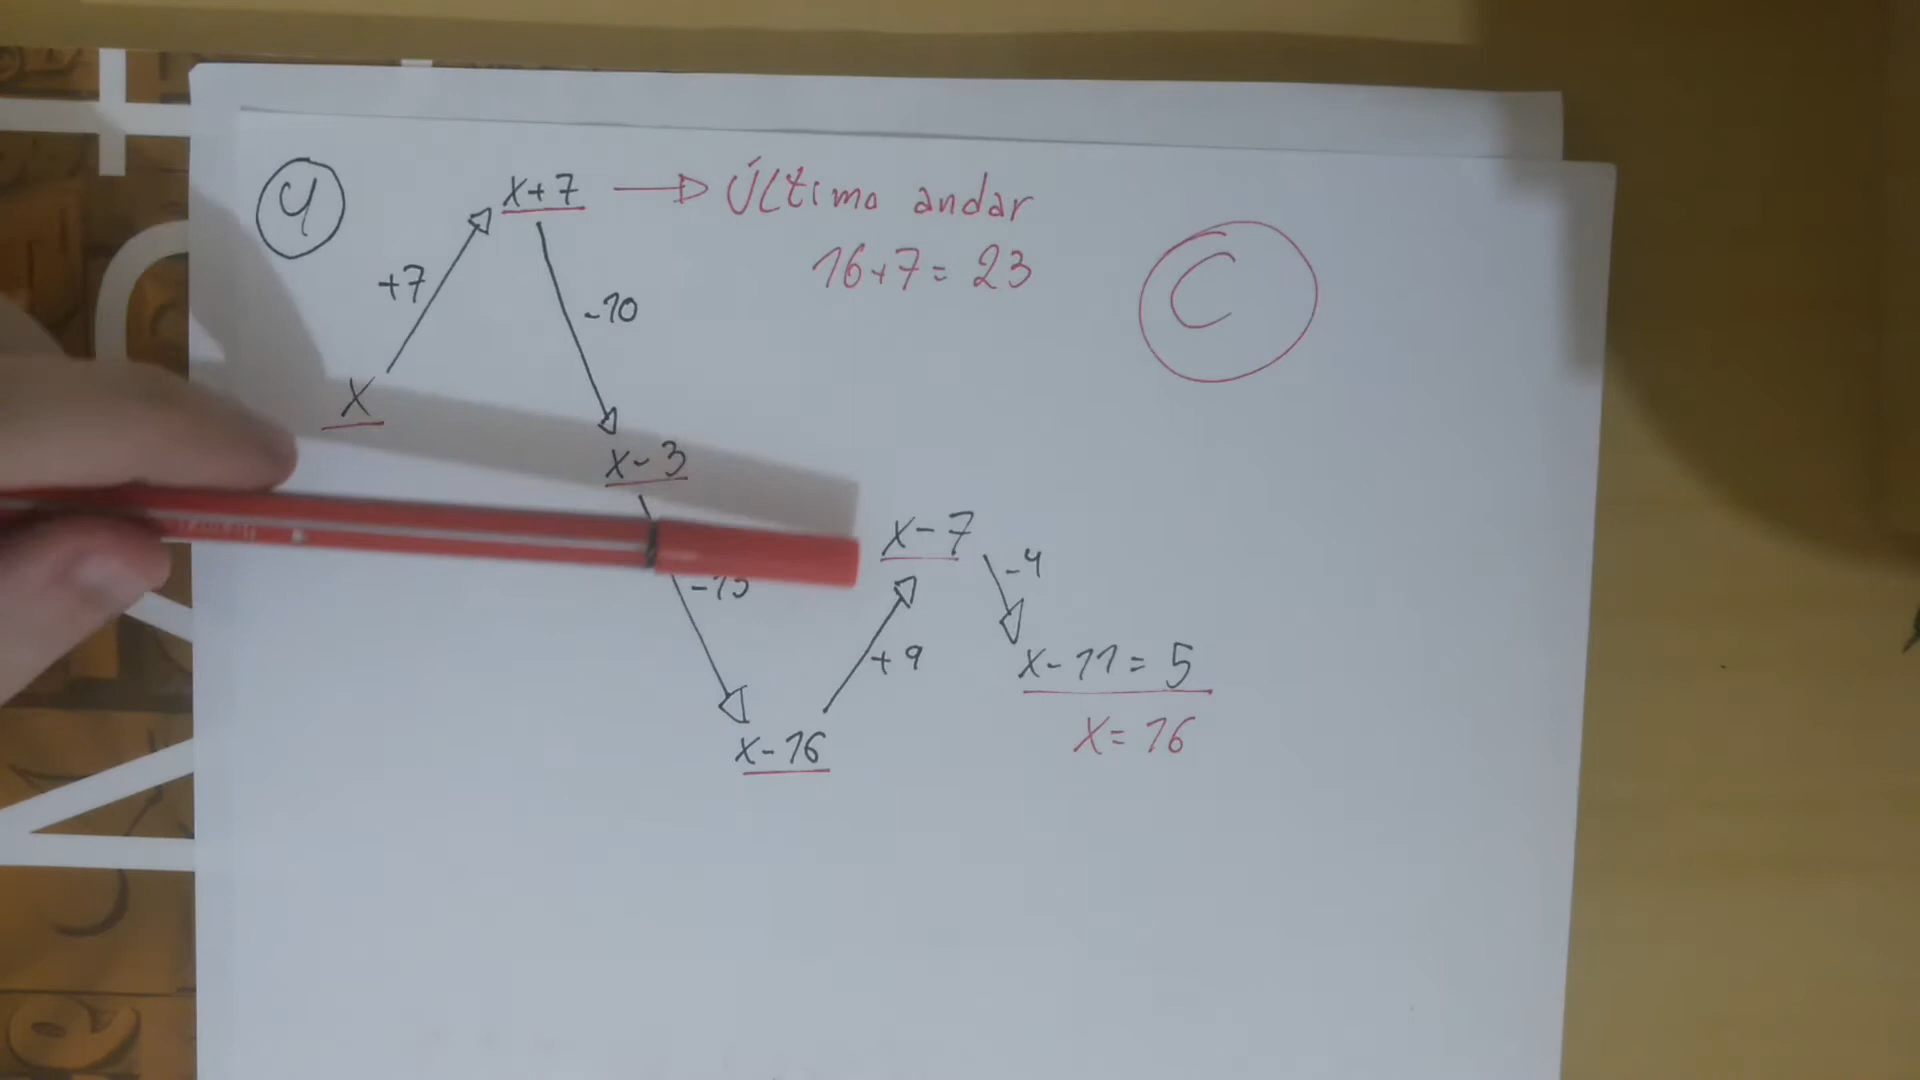 4
x+7 → Último andar
16+7= 23
C
+7
-10
x
x-3
x-7
-4
+9
x-11= 5
x-16
x= 16